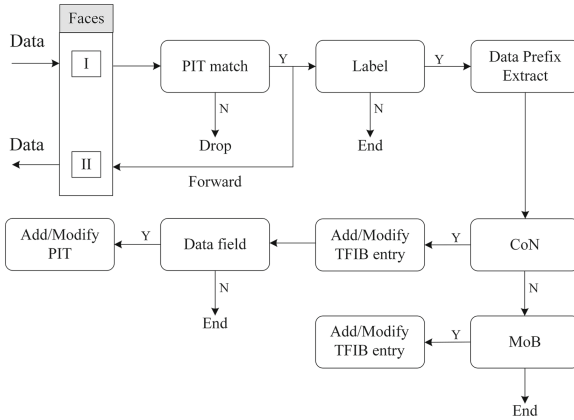 Faces
Data
I
PIT match
Y
Label
Y
Data Prefix
Extract
N
Drop
N
End
Data
II
Forward
Add/Modify
PIT
Y
Data field
Add/Modify
TFIB entry
Y
CoN
N
End
N
Add/Modify
TFIB entry
Y
MoB
End